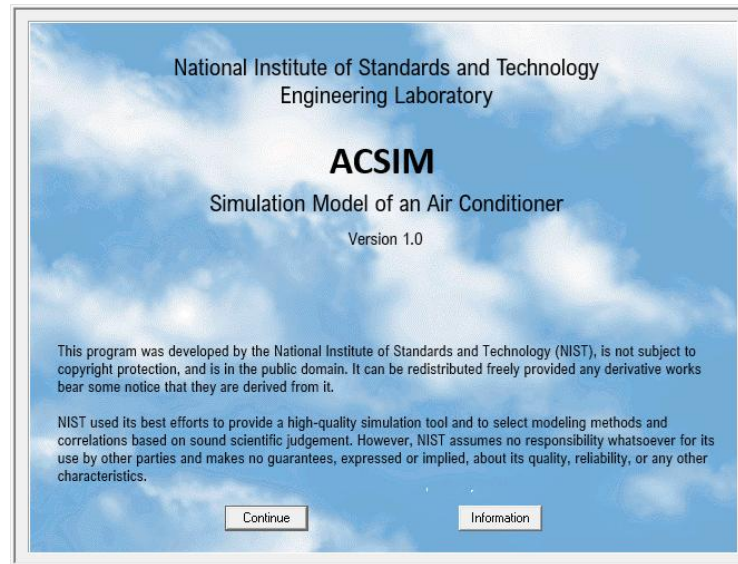 National Institute of Standards and Technology
Engineering Laboratory
ACSIM
Simulation Model of an Air Conditioner
Version 1.0
This program was developed by the National Institute of Standards and Technology (NIST), is not subject to
copyright protection, and is in the public domain. It can be redistributed freely provided any derivative works
bear some notice that they are derived from it.
NIST used its best efforts to provide a high-quality simulation tool and to select modeling methods and
correlations based on sound scientific judgement. However, NIST assumes no responsibility whatsoever for its
use by other parties and makes no guarantees, expressed or implied, about its quality, reliability, or any other
characteristics.
Continue
Information